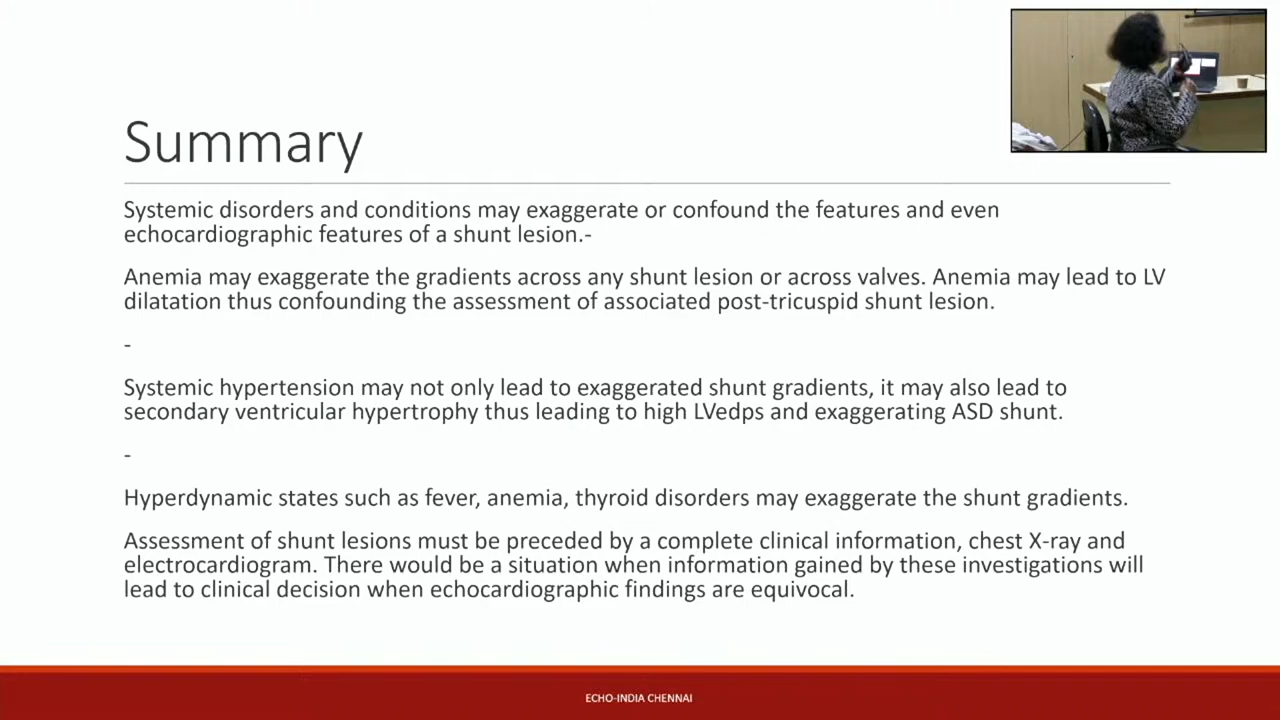 Summary
Systemic disorders and conditions may exaggerate or confound the features and even
echocardiographic features of a shunt lesion.-
Anemia may exaggerate the gradients across any shunt lesion or across valves. Anemia may lead to LV
dilatation thus confounding the assessment of associated post-tricuspid shunt lesion.
-
Systemic hypertension may not only lead to exaggerated shunt gradients, it may also lead to
secondary ventricular hypertrophy thus leading to high LVedps and exaggerating ASD shunt.
-
Hyperdynamic states such as fever, anemia, thyroid disorders may exaggerate the shunt gradients.
Assessment of shunt lesions must be preceded by a complete clinical information, chest X-ray and
electrocardiogram. There would be a situation when information gained by these investigations will
lead to clinical decision when echocardiographic findings are equivocal.
ECHO-INDIA CHENNAI